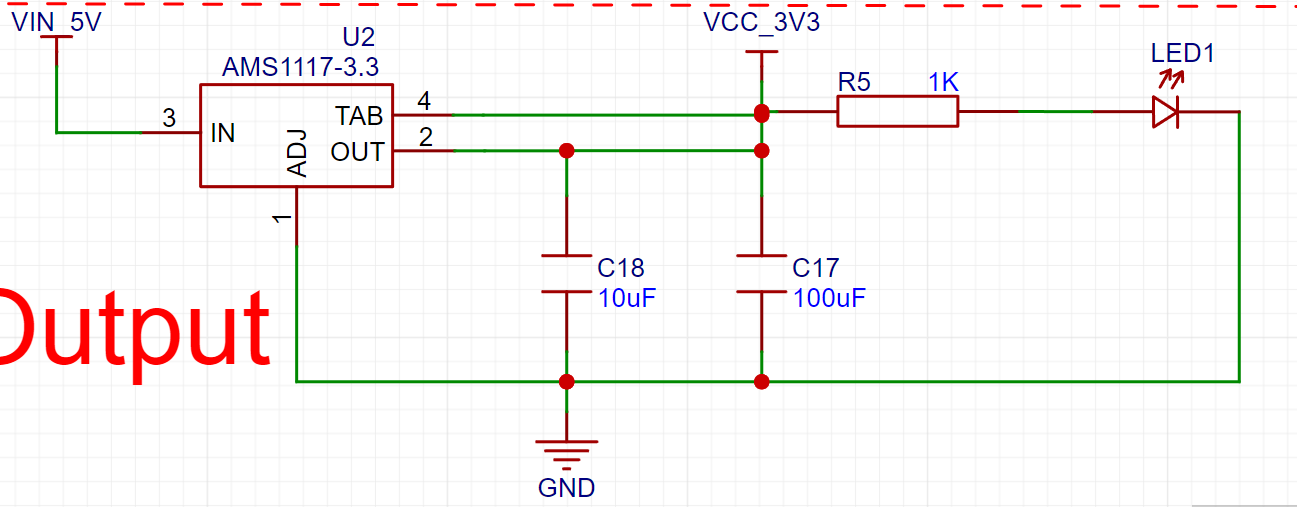 VIN_5V
U2
AMS1117-3.3
VCC_3V3
LED1
R5 1K
3
IN
ADJ
TAB
4
OUT
2
1
C18
10uF
C17
100uF
Output
GND